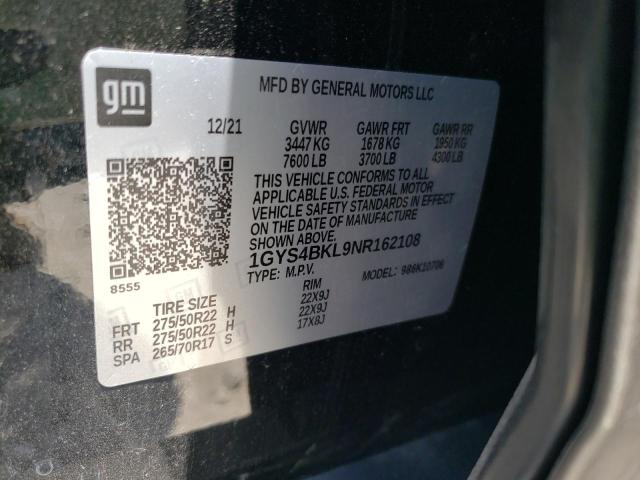 gm
MFD BY GENERAL MOTORS LLC
12/21 GVWR GAWR FRT GAWR RR
3447 KG 1678 KG 1950 KG
7600 LB 3700 LB 4300 LB
THIS VEHICLE CONFORMS TO ALL
APPLICABLE U.S. FEDERAL MOTOR
VEHICLE SAFETY STANDARDS IN EFFECT
ON THE DATE OF MANUFACTURE
SHOWN ABOVE.
1GYS4BKL9NR162108
TYPE: M.P.V. MODEL: 986K10706
8555
TIRE SIZE RIM
FRT 275/50R22 H 22X9J
RR 275/50R22 H 22X9J
SPA 265/70R17 S 17X8J